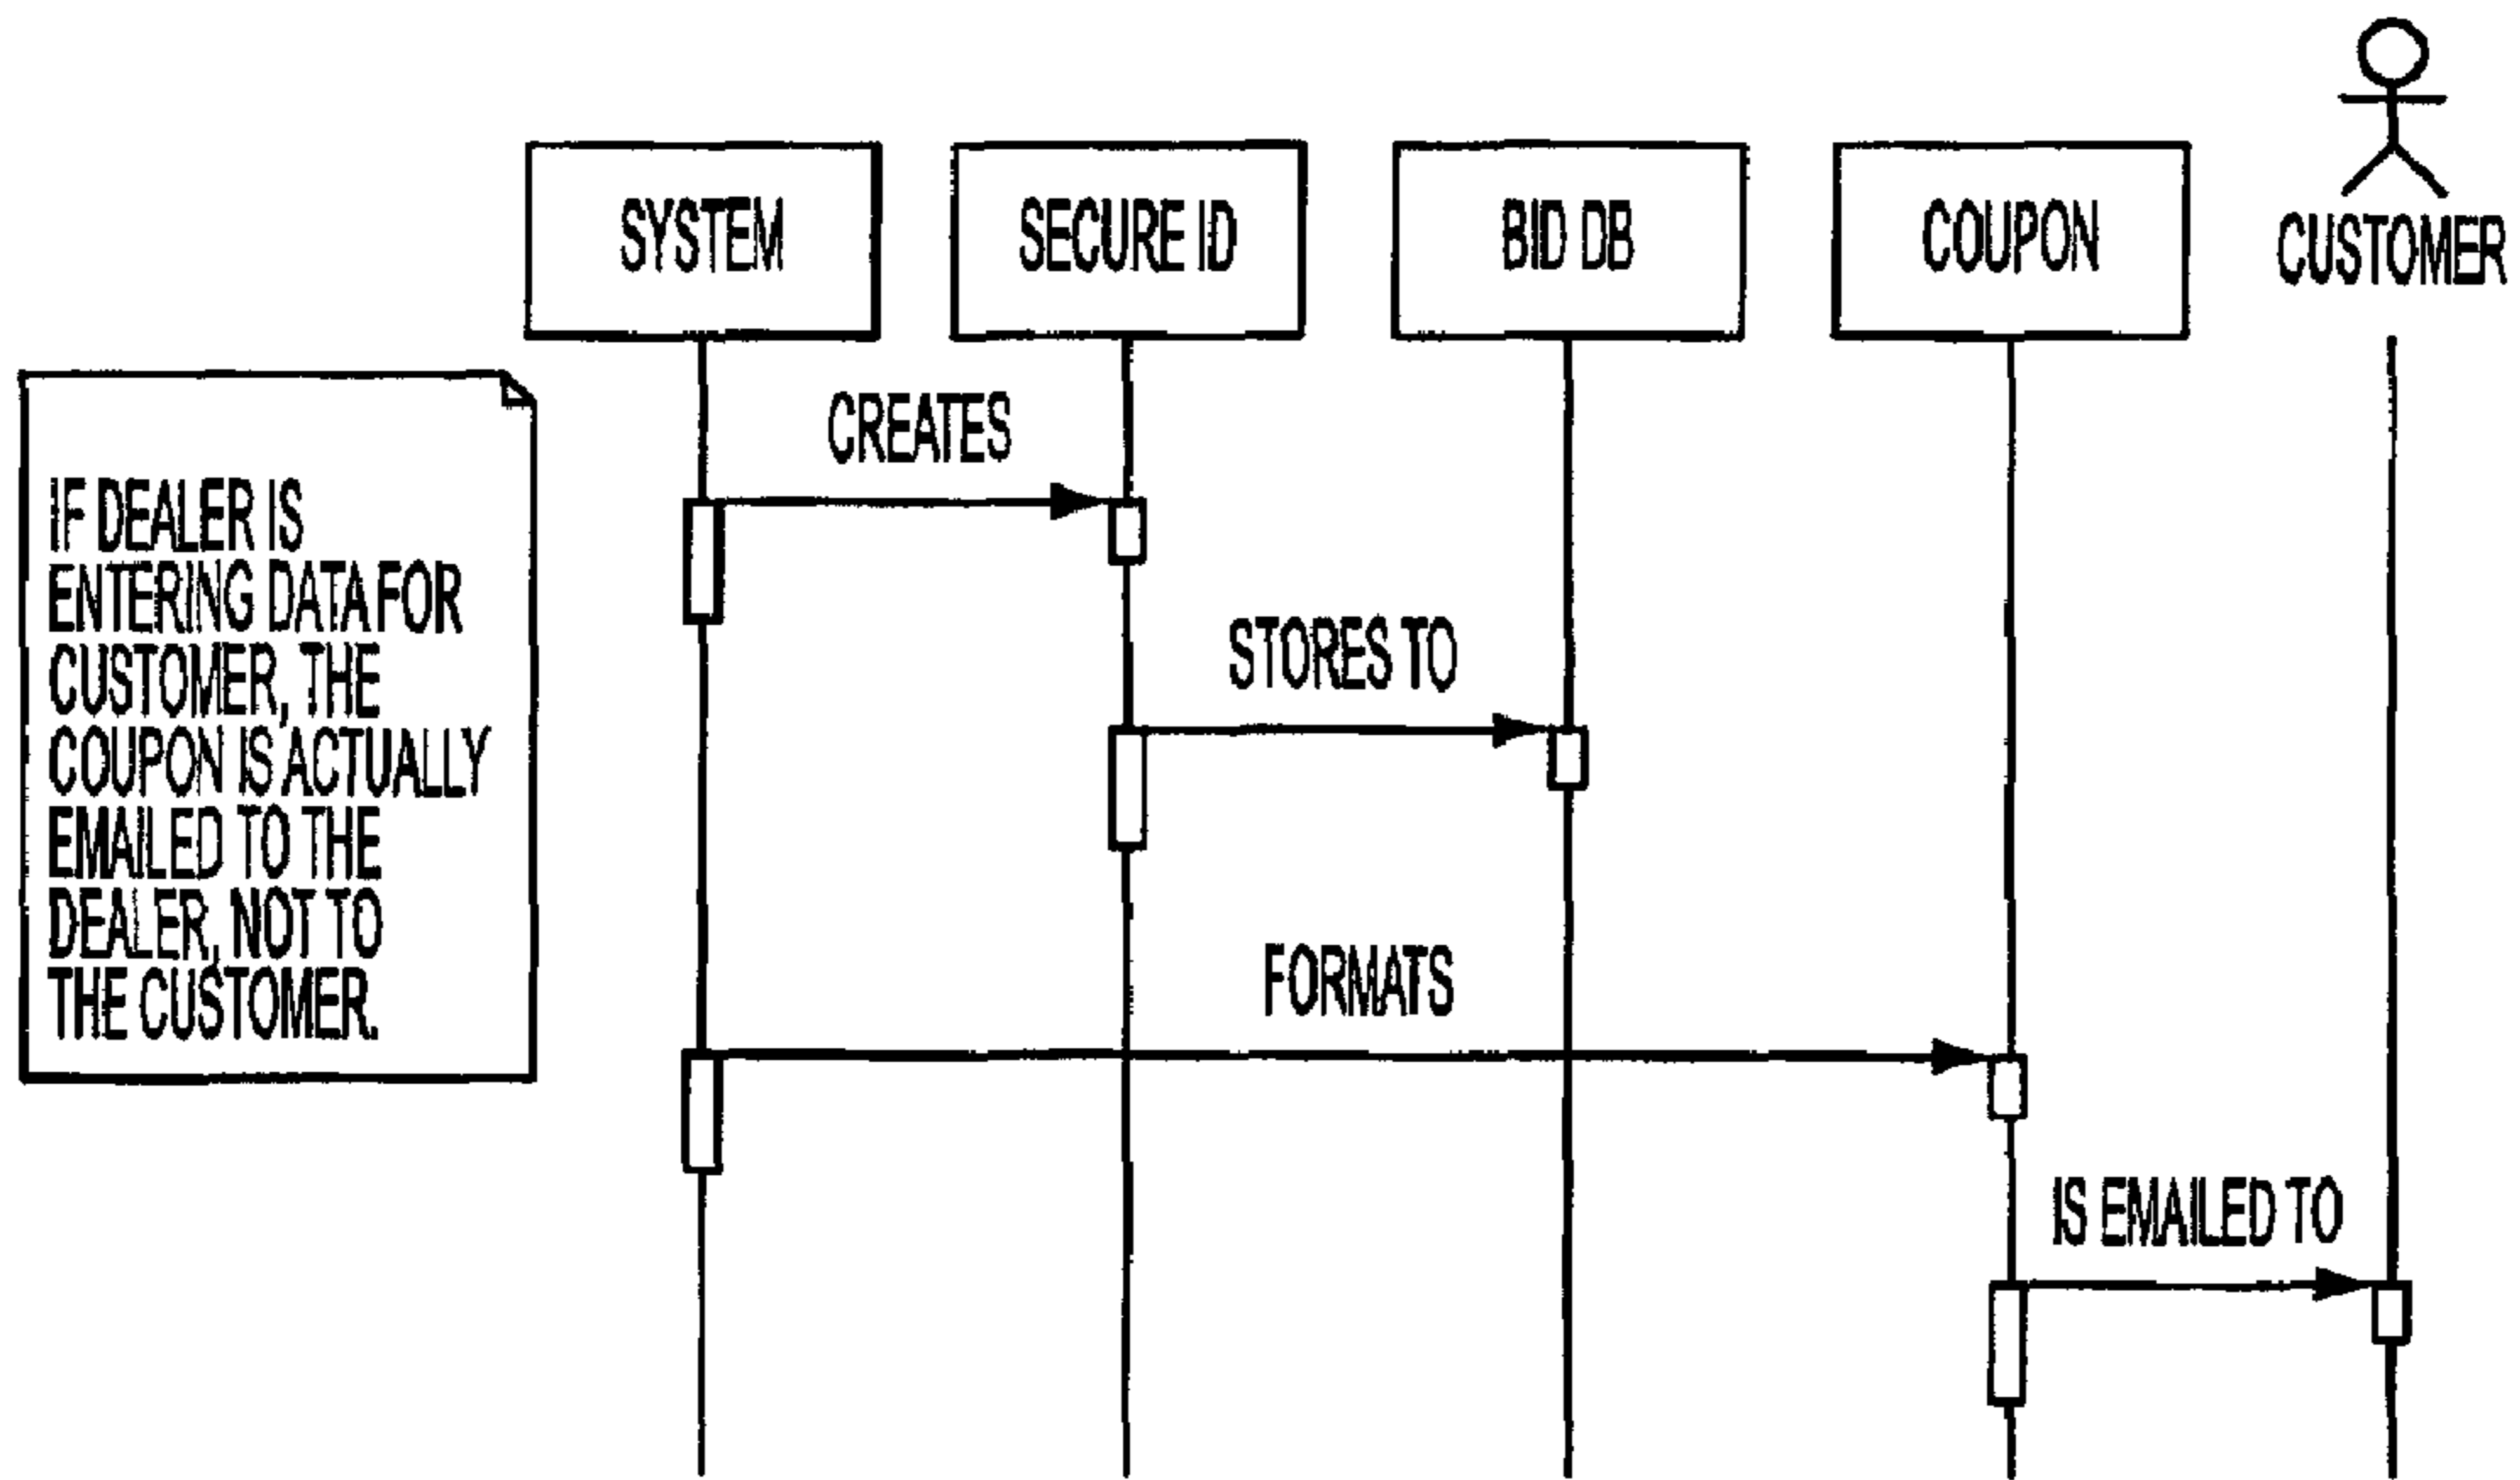 SYSTEM
SECURE ID
BID DB
COUPON
CUSTOMER
CREATES
IF DEALER IS
ENTERING DATA FOR
CUSTOMER, THE
COUPON IS ACTUALLY
EMAILED TO THE
DEALER, NOT TO
THE CUSTOMER.
STORES TO
FORMATS
IS EMAILED TO